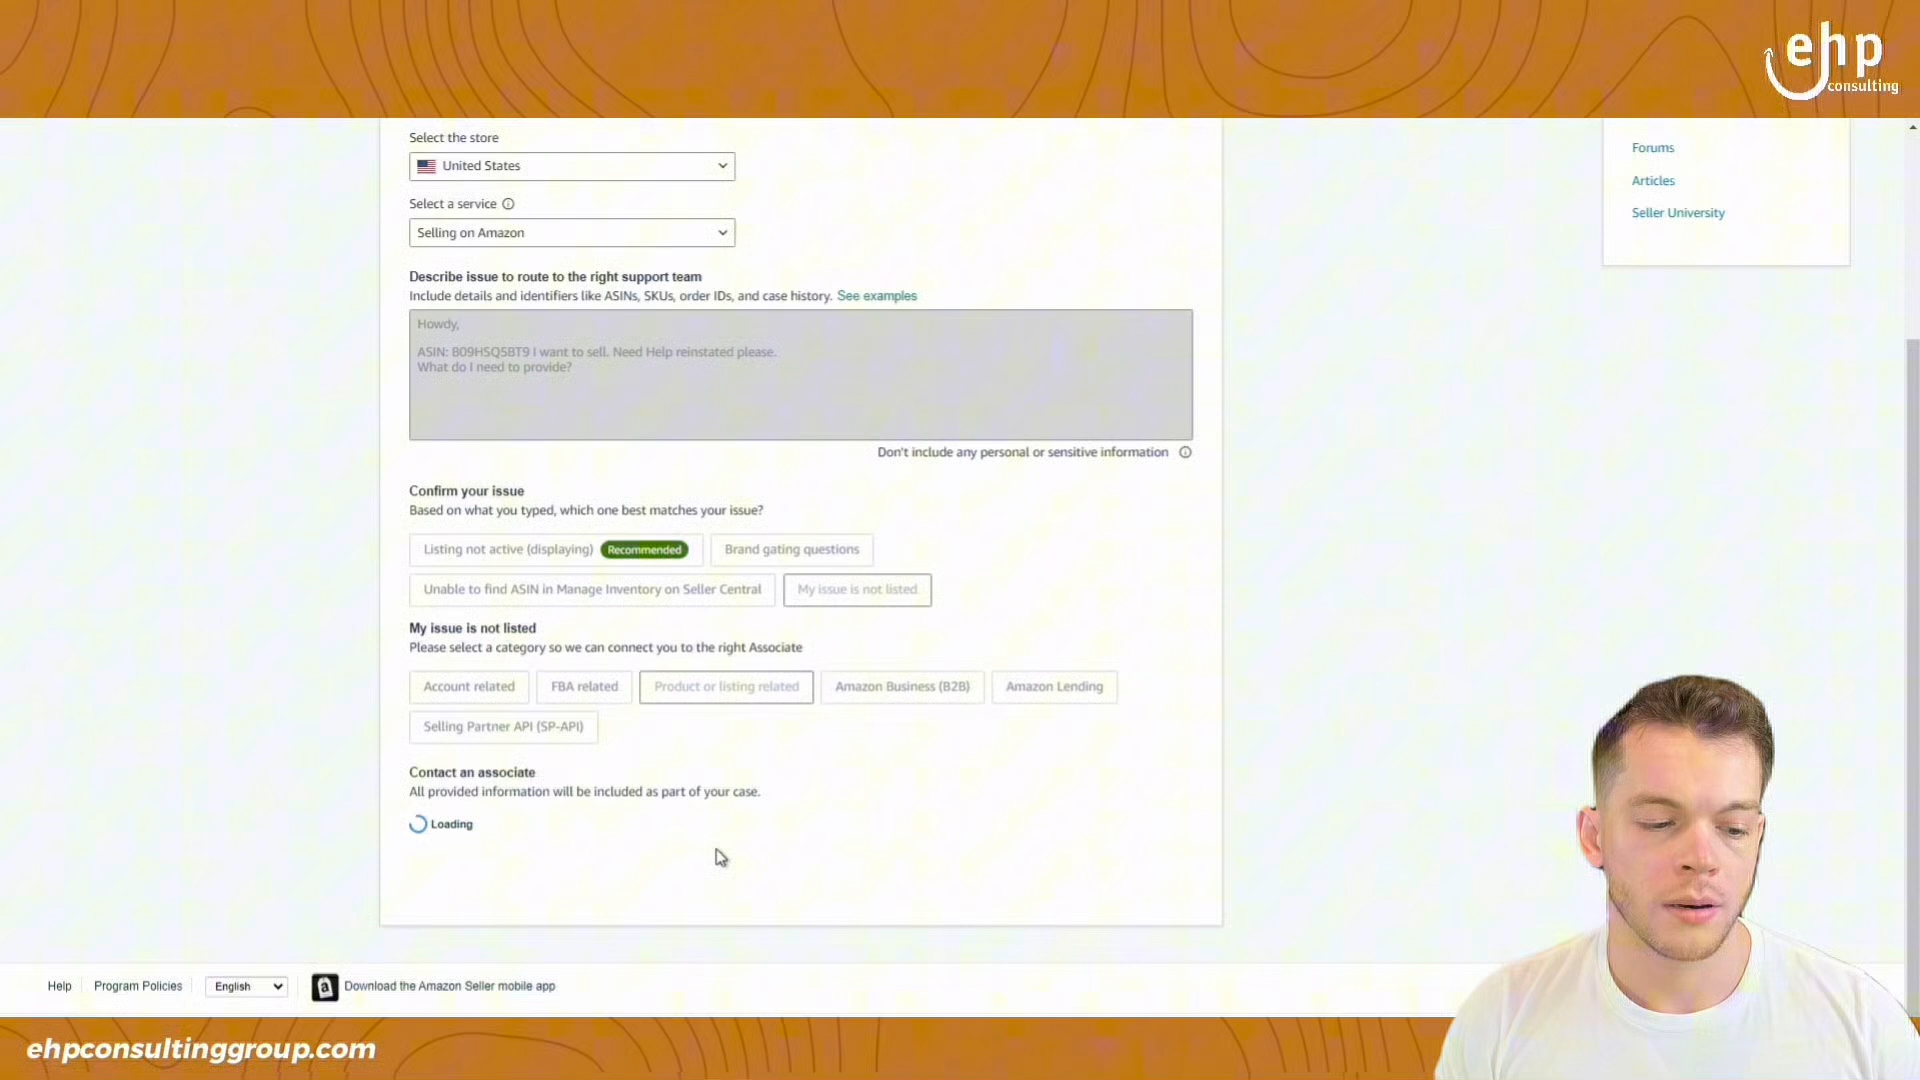 ehp
consulting
Select the store
United States
Select a service
Selling on Amazon
Describe issue to route to the right support team
Include details and identifiers like ASINs, SKUs, order IDs, and case history. See examples
Howdy,
ASIN: B09HSQ5BT9 I want to sell. Need Help reinstated please.
What do I need to provide?
Don't include any personal or sensitive information
Confirm your issue
Based on what you typed, which one best matches your issue?
Listing not active (displaying) Recommended
Brand gating questions
Unable to find ASIN in Manage Inventory on Seller Central
My issue is not listed
My issue is not listed
Please select a category so we can connect you to the right Associate
Account related
FBA related
Product or listing related
Amazon Business (B2B)
Amazon Lending
Selling Partner API (SP-API)
Contact an associate
All provided information will be included as part of your case.
Loading
Forums
Articles
Seller University
Help
Program Policies
English
a
Download the Amazon Seller mobile app
ehpconsultinggroup.com